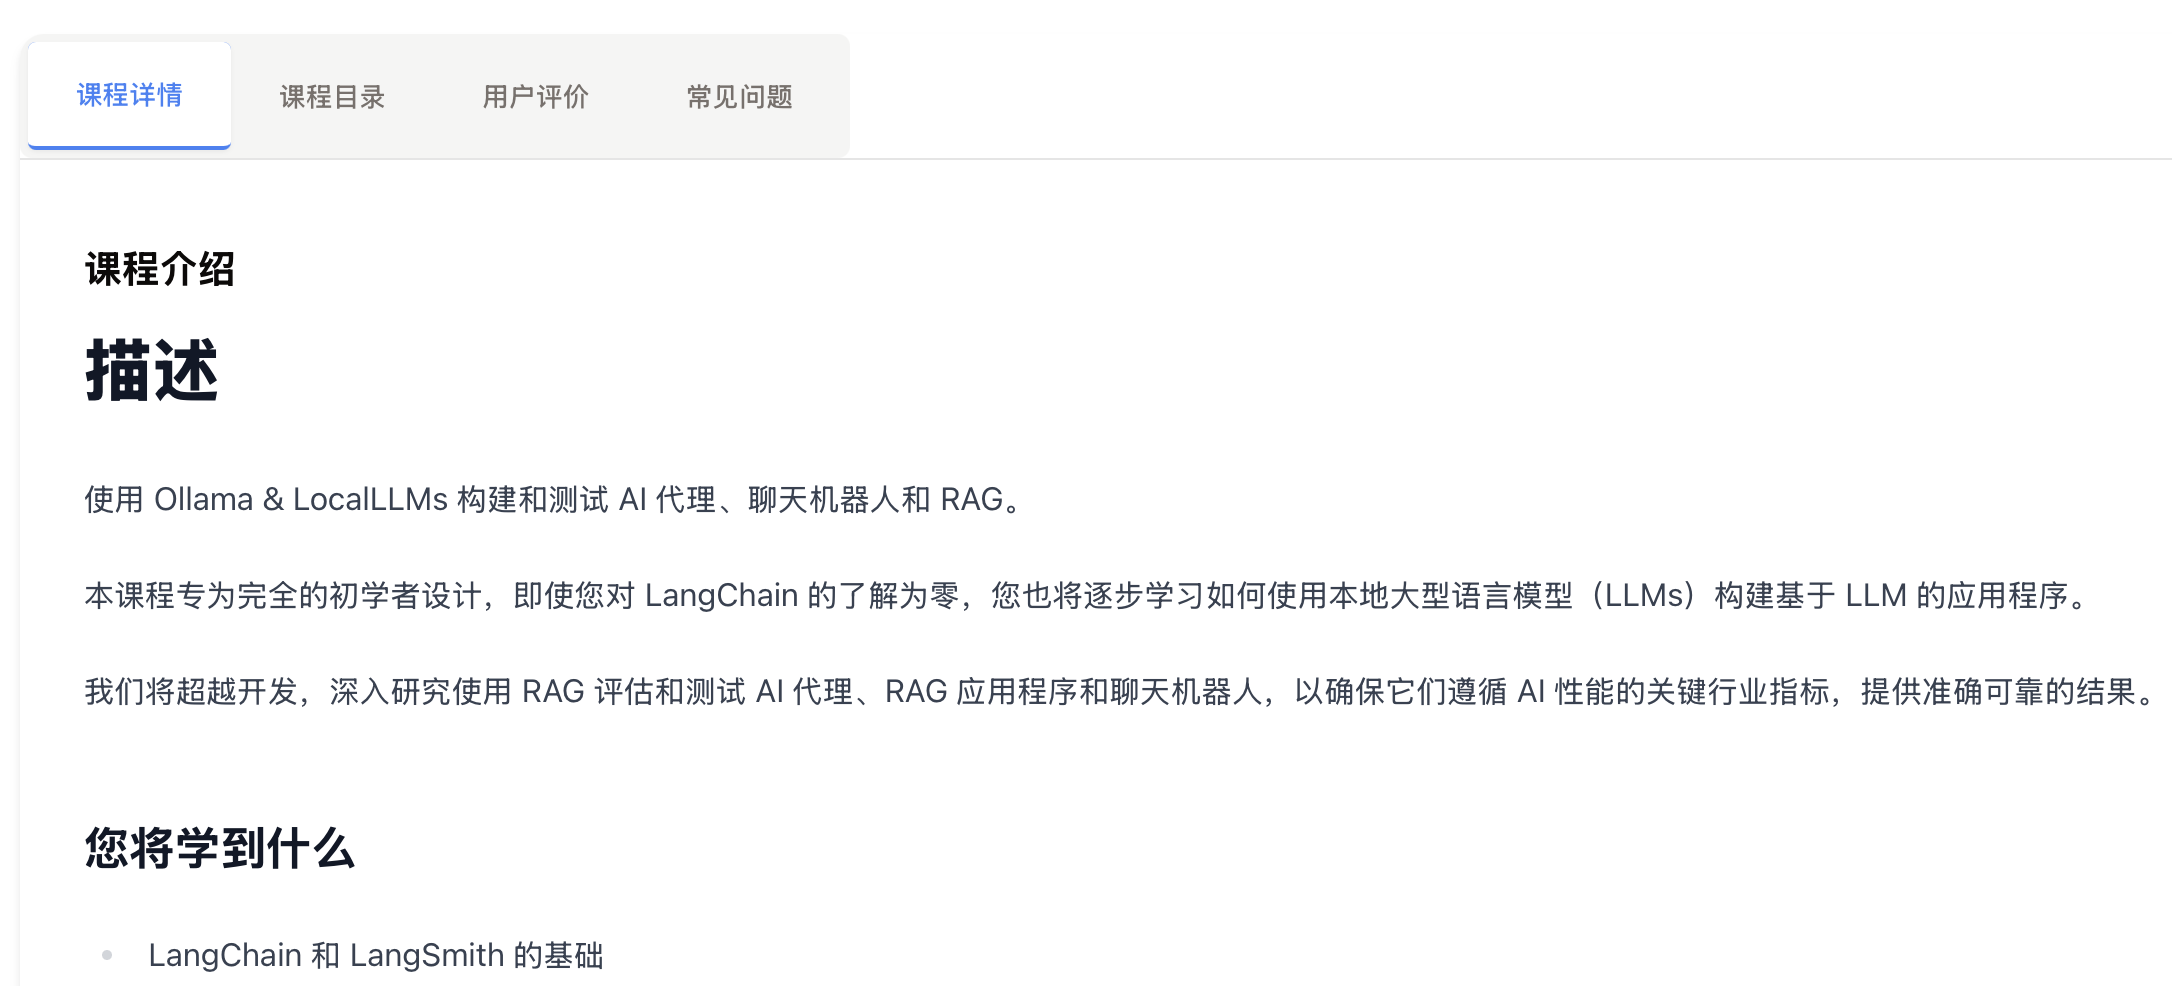 课程详情
课程目录
用户评价
常见问题
课程介绍
描述
使用 Ollama & LocalLLMs 构建和测试 AI 代理、聊天机器人和 RAG。
本课程专为完全的初学者设计，即使您对 LangChain 的了解为零，您也将逐步学习如何使用本地大型语言模型（LLMs）构建基于 LLM 的应用程序。
我们将超越开发，深入研究使用 RAG 评估和测试 AI 代理、RAG 应用程序和聊天机器人，以确保它们遵循 AI 性能的关键行业指标，提供准确可靠的结果。
您将学到什么
LangChain 和 LangSmith 的基础